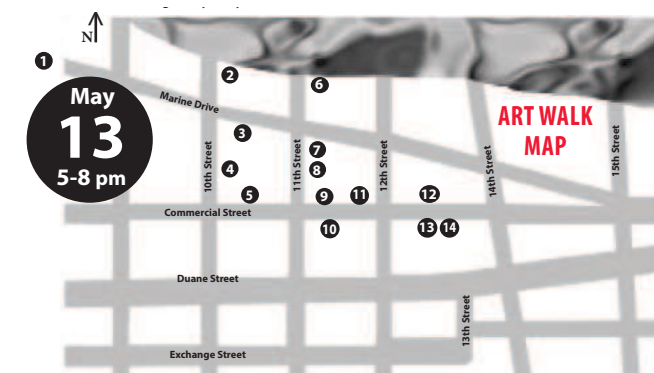 N
1
2
6
May
13
5-8 pm
Marine Drive
ART WALK
MAP
3
10th Street
11th Street
12th Street
14th Street
15th Street
7
8
4
5
9
11
12
Commercial Street
10
13
14
Duane Street
13th Street
Exchange Street